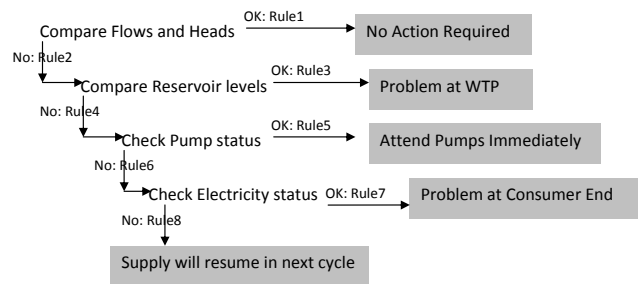 Compare Flows and Heads
OK: Rule1
No Action Required
No: Rule2
Compare Reservoir levels
OK: Rule3
Problem at WTP
No: Rule4
Check Pump status
OK: Rule5
Attend Pumps Immediately
No: Rule6
Check Electricity status
OK: Rule7
Problem at Consumer End
No: Rule8
Supply will resume in next cycle